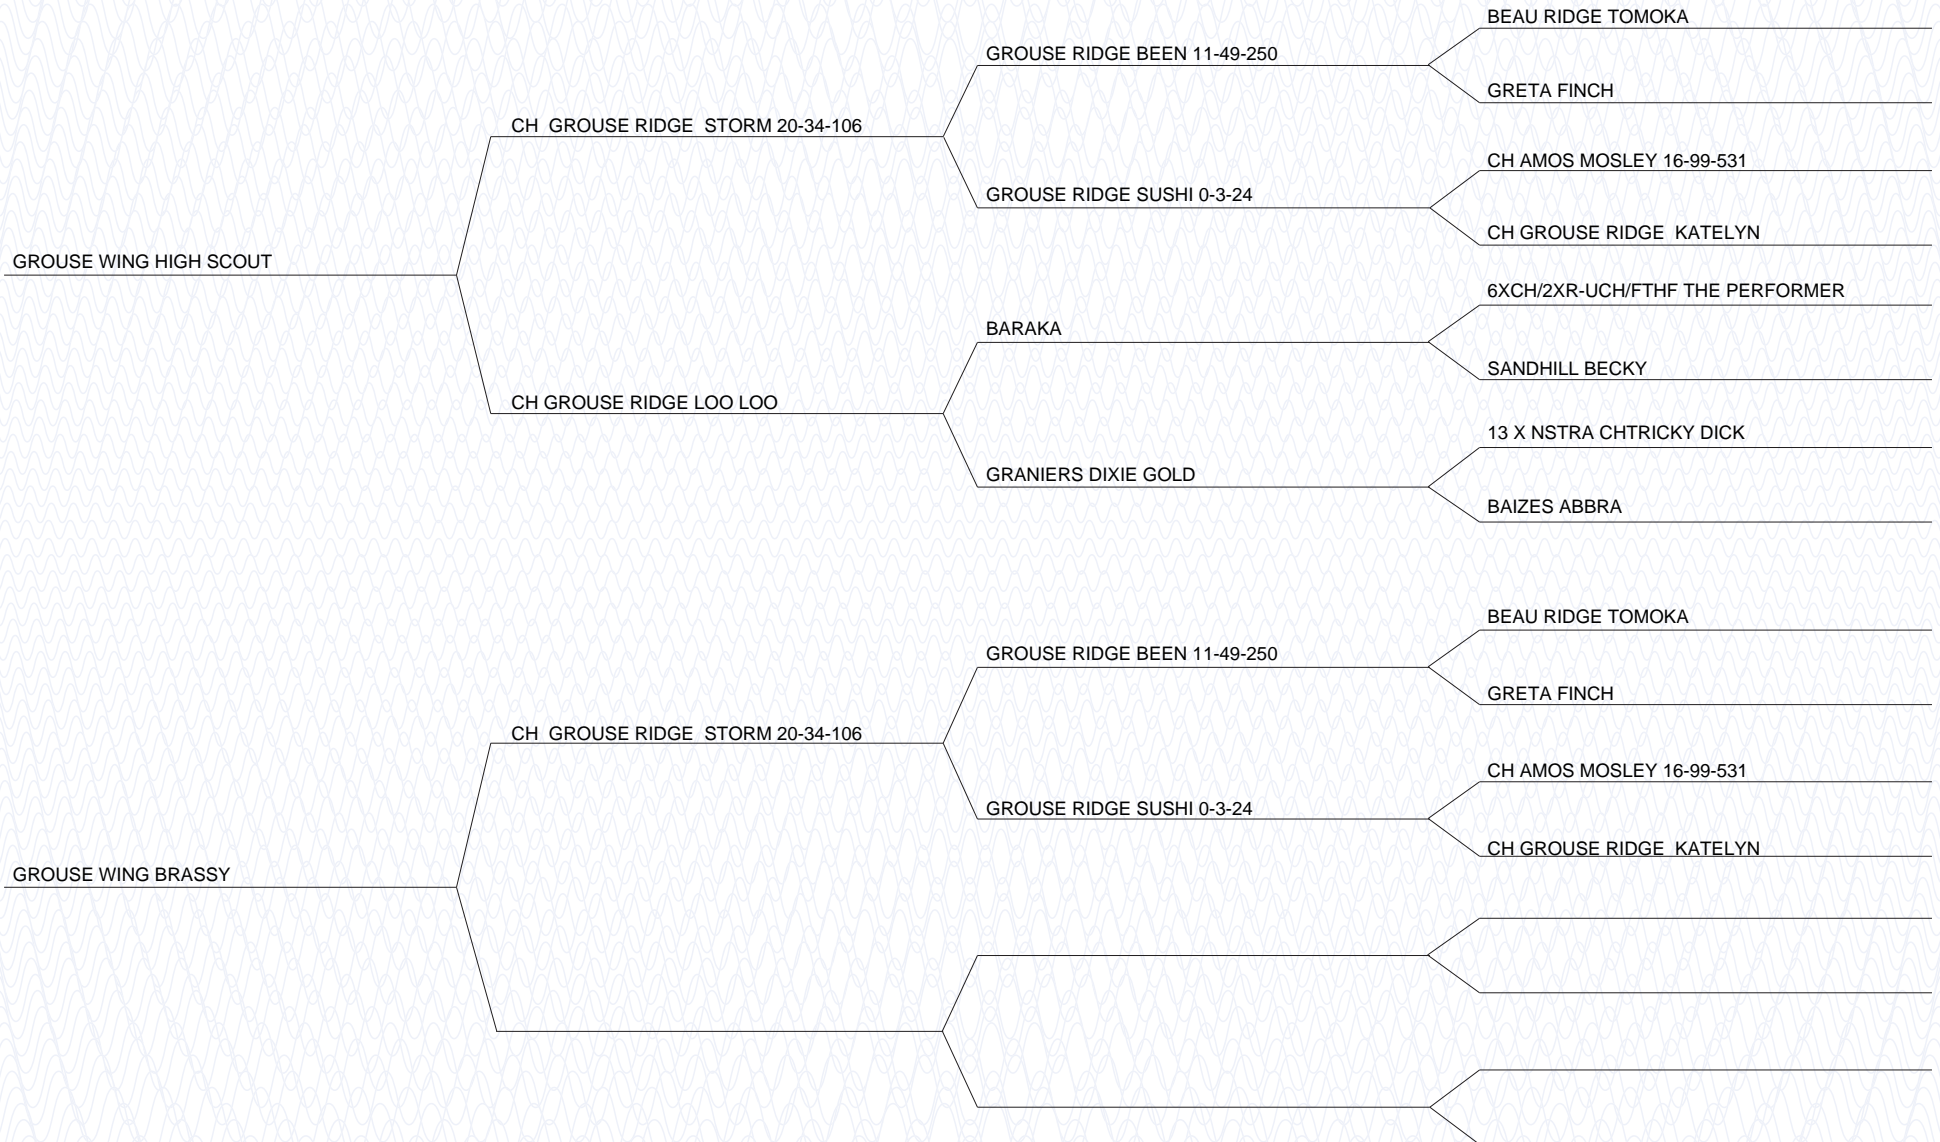 BEAU RIDGE TOMOKA
GROUSE RIDGE BEEN 11-49-250
GRETA FINCH
CH  GROUSE RIDGE  STORM 20-34-106
CH AMOS MOSLEY 16-99-531
GROUSE RIDGE SUSHI 0-3-24
CH GROUSE RIDGE  KATELYN
GROUSE WING HIGH SCOUT
6XCH/2XR-UCH/FTHF THE PERFORMER
BARAKA
SANDHILL BECKY
CH GROUSE RIDGE LOO LOO
13 X NSTRA CHTRICKY DICK
GRANIERS DIXIE GOLD
BAIZES ABBRA
BEAU RIDGE TOMOKA
GROUSE RIDGE BEEN 11-49-250
GRETA FINCH
CH  GROUSE RIDGE  STORM 20-34-106
CH AMOS MOSLEY 16-99-531
GROUSE RIDGE SUSHI 0-3-24
CH GROUSE RIDGE  KATELYN
GROUSE WING BRASSY